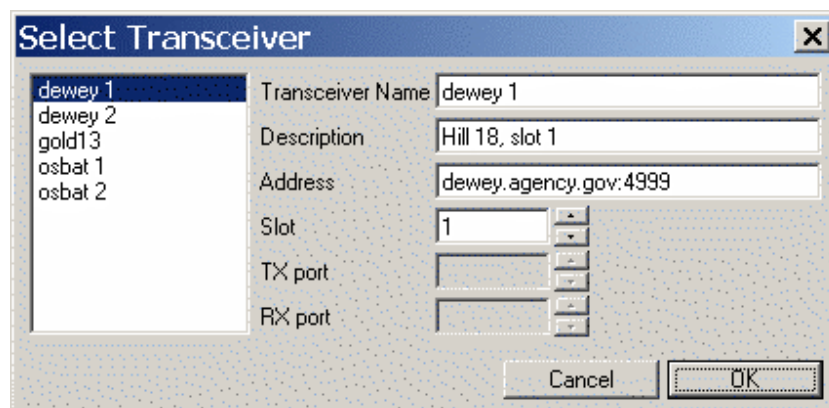 Select Transceiver
dewey 1
dewey 2
gold13
osbat 1
osbat 2
Transceiver Name dewey 1
Description Hill 18, slot 1
Address dewey.agency.gov:4999
Slot 1
TX port
RX port
Cancel OK